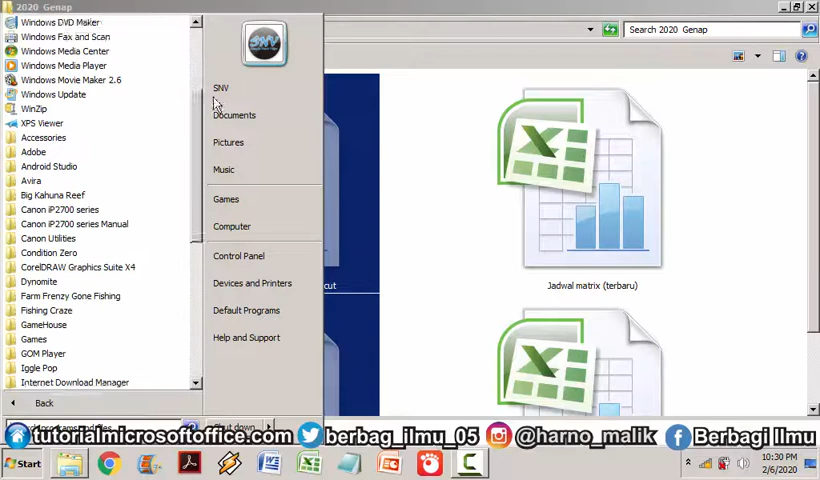 2020 Genap
Windows DVD Maker
Windows Fax and Scan
Windows Media Center
Windows Media Player
Windows Movie Maker 2.6
Windows Update
WinZip
XPS Viewer
Accessories
Adobe
Android Studio
Avira
Big Kahuna Reef
Canon iP2700 series
Canon iP2700 series Manual
Canon Utilities
Condition Zero
CorelDRAW Graphics Suite X4
Dynomite
Farm Frenzy Gone Fishing
Fishing Craze
GameHouse
Games
GOM Player
Iggle Pop
Internet Download Manager
Back
SNV
SNV
Documents
Pictures
Music
Games
Computer
Control Panel
Devices and Printers
Default Programs
Help and Support
Shut down
Search 2020 Genap
cut
Jadwal matrix (terbaru)
tutorialmicrosoftoffice.com berbag_ilmu_05 @harno_malik Berbagi Ilmu
Start
10:30 PM
2/6/2020